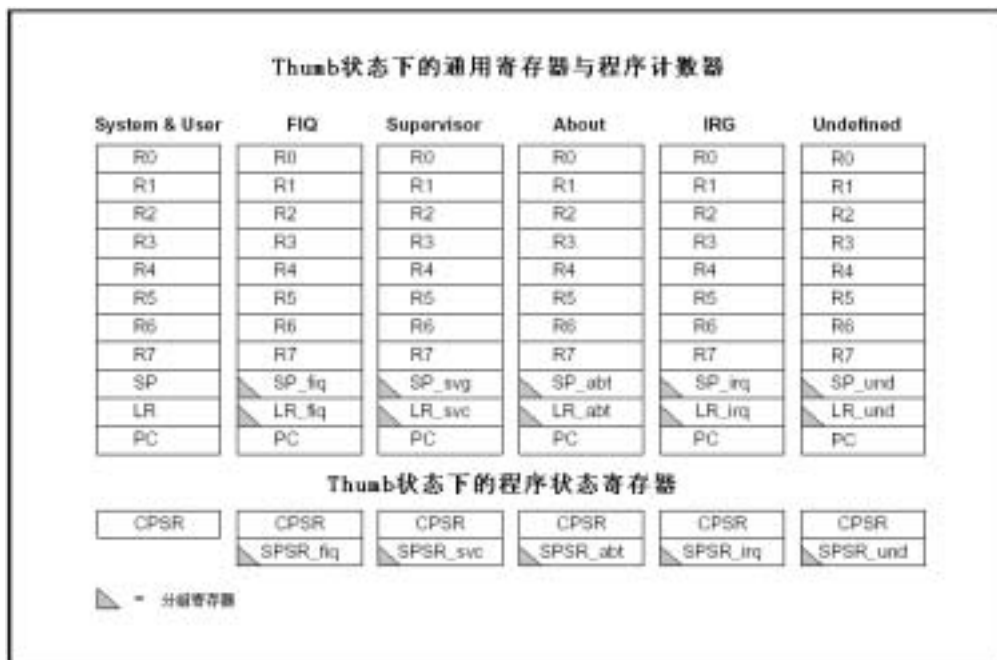 Thumb状态下的通用寄存器与程序计数器
System & User FIQ Supervisor About IRG Undefined
R0 R0 R0 R0 R0 R0
R1 R1 R1 R1 R1 R1
R2 R2 R2 R2 R2 R2
R3 R3 R3 R3 R3 R3
R4 R4 R4 R4 R4 R4
R5 R5 R5 R5 R5 R5
R6 R6 R6 R6 R6 R6
R7 R7 R7 R7 R7 R7
SP SP_fiq SP_svg SP_abt SP_irq SP_und
LR LR_fiq LR_svc LR_abt LR_irq LR_und
PC PC PC PC PC PC
Thumb状态下的程序状态寄存器
CPSR CPSR CPSR CPSR CPSR CPSR
SPSR_fiq SPSR_svc SPSR_abt SPSR_irq SPSR_und
= 分组寄存器